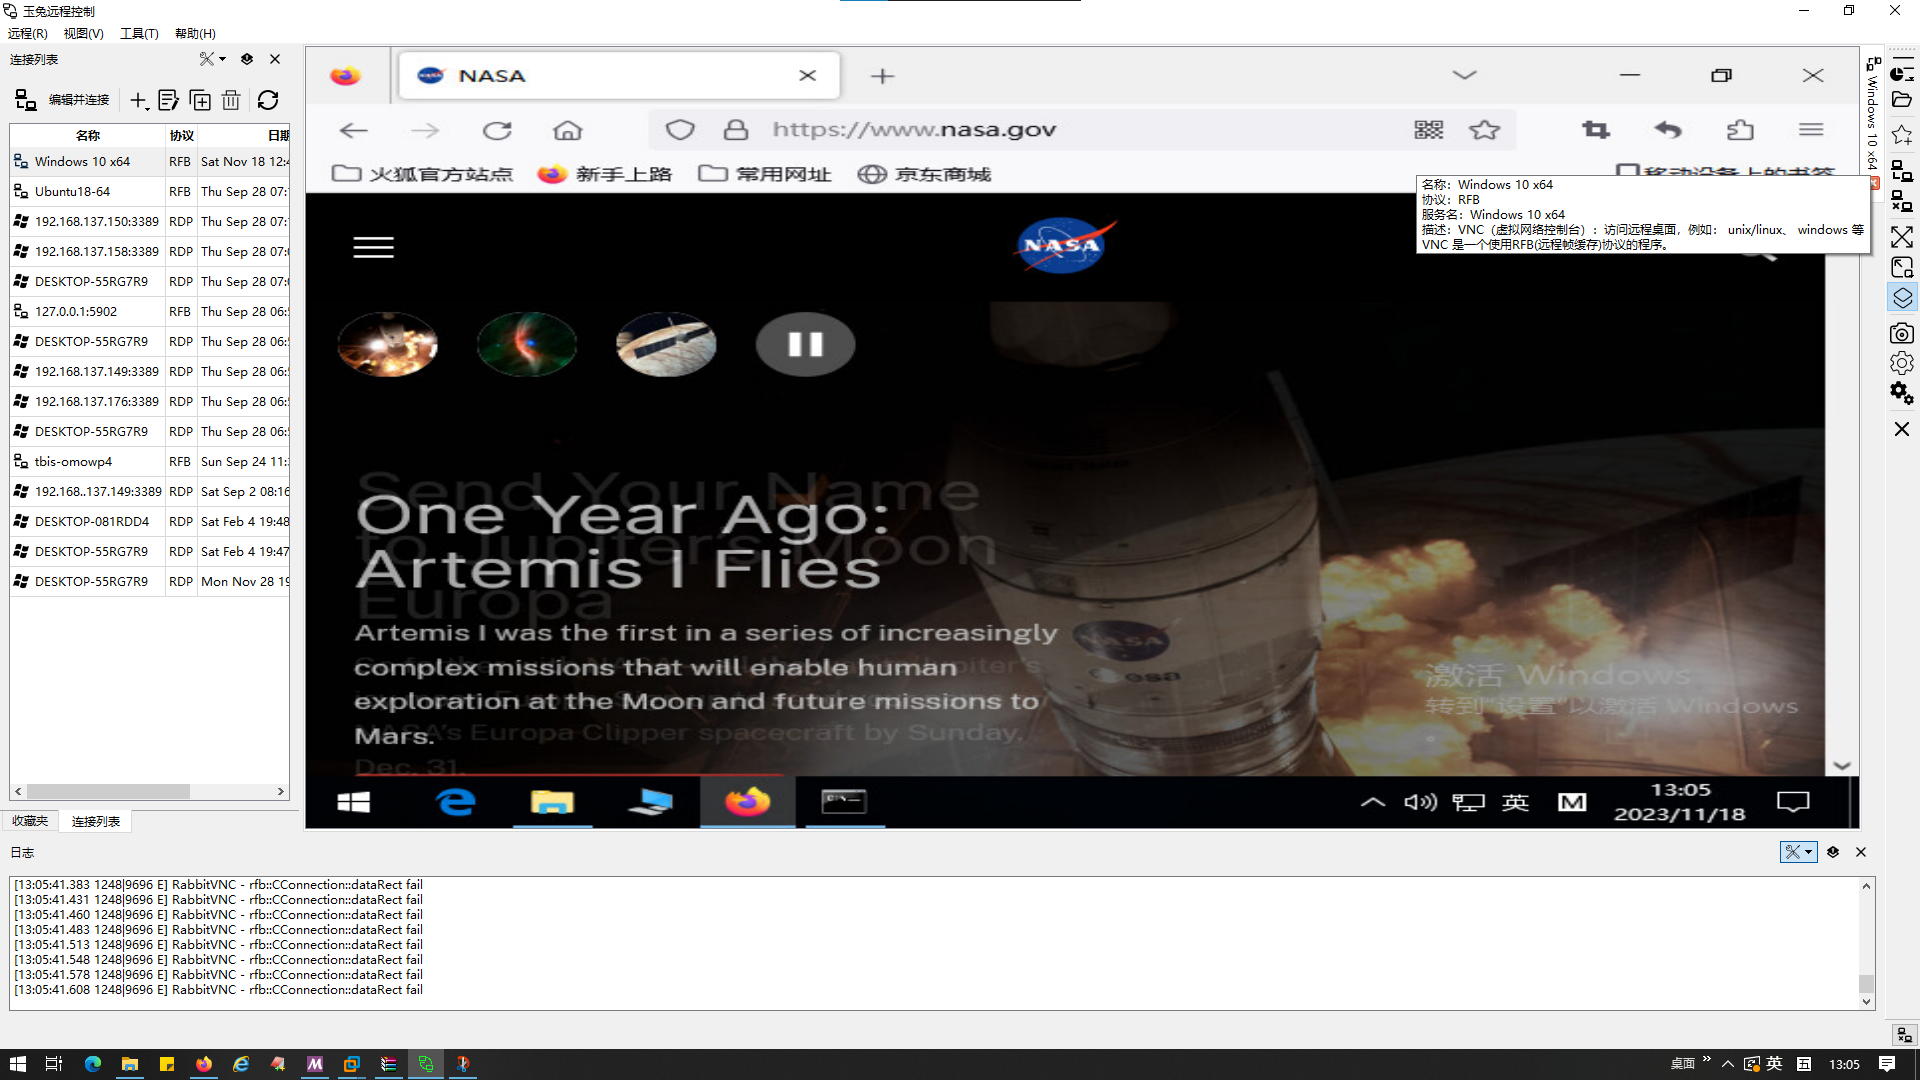 玉兔远程控制
远程(R) 视图(V) 工具(T) 帮助(H)
连接列表
编辑并连接
名称 协议 日期
Windows 10 x64 RFB Sat Nov 18 12:4
Ubuntu18-64 RFB Thu Sep 28 07:
192.168.137.150:3389 RDP Thu Sep 28 07:
192.168.137.158:3389 RDP Thu Sep 28 07:
DESKTOP-55RG7R9 RDP Thu Sep 28 07:
127.0.0.1:5902 RFB Thu Sep 28 06:
DESKTOP-55RG7R9 RDP Thu Sep 28 06:
192.168.137.149:3389 RDP Thu Sep 28 06:
192.168.137.176:3389 RDP Thu Sep 28 06:
DESKTOP-55RG7R9 RDP Thu Sep 28 06:
tbis-omowp4 RFB Sun Sep 24 11:
192.168..137.149:3389 RDP Sat Sep 2 08:16
DESKTOP-081RDD4 RDP Sat Feb 4 19:48
DESKTOP-55RG7R9 RDP Sat Feb 4 19:47
DESKTOP-55RG7R9 RDP Mon Nov 28 19
收藏夹 连接列表
NASA
https://www.nasa.gov
火狐官方站点 新手上路 常用网址 京东商城 移动设备上的书签
Windows 10 x64
名称: Windows 10 x64
协议: RFB
服务名: Windows 10 x64
描述: VNC（虚拟网络控制台）: 访问远程桌面，例如: unix/linux、 windows 等
VNC 是一个使用RFB(远程帧缓存)协议的程序。
NASA
Send Your Name
to Jupiter's Moon
Europa
One Year Ago:
Artemis I Flies
Artemis I was the first in a series of increasingly
complex missions that will enable human
exploration at the Moon and future missions to
Mars.
NASA's Europa Clipper spacecraft by Sunday,
Dec. 31.
NASA
esa
激活 Windows
转到"设置"以激活 Windows
。
英 M 13:05
2023/11/18
日志
[13:05:41.383 1248|9696 E] RabbitVNC - rfb::CConnection::dataRect fail
[13:05:41.431 1248|9696 E] RabbitVNC - rfb::CConnection::dataRect fail
[13:05:41.460 1248|9696 E] RabbitVNC - rfb::CConnection::dataRect fail
[13:05:41.483 1248|9696 E] RabbitVNC - rfb::CConnection::dataRect fail
[13:05:41.513 1248|9696 E] RabbitVNC - rfb::CConnection::dataRect fail
[13:05:41.548 1248|9696 E] RabbitVNC - rfb::CConnection::dataRect fail
[13:05:41.578 1248|9696 E] RabbitVNC - rfb::CConnection::dataRect fail
[13:05:41.608 1248|9696 E] RabbitVNC - rfb::CConnection::dataRect fail
桌面 英 五 13:05